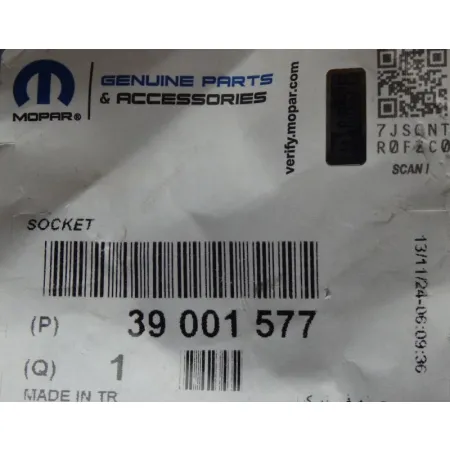 MOPAR®
GENUINE PARTS
& ACCESSORIES
verify.mopar.com
7JSQNT
R0F2C0
SCAN
SOCKET
(P) 39 001 577
(Q) 1
MADE IN TR
13/11/24-06:09:36